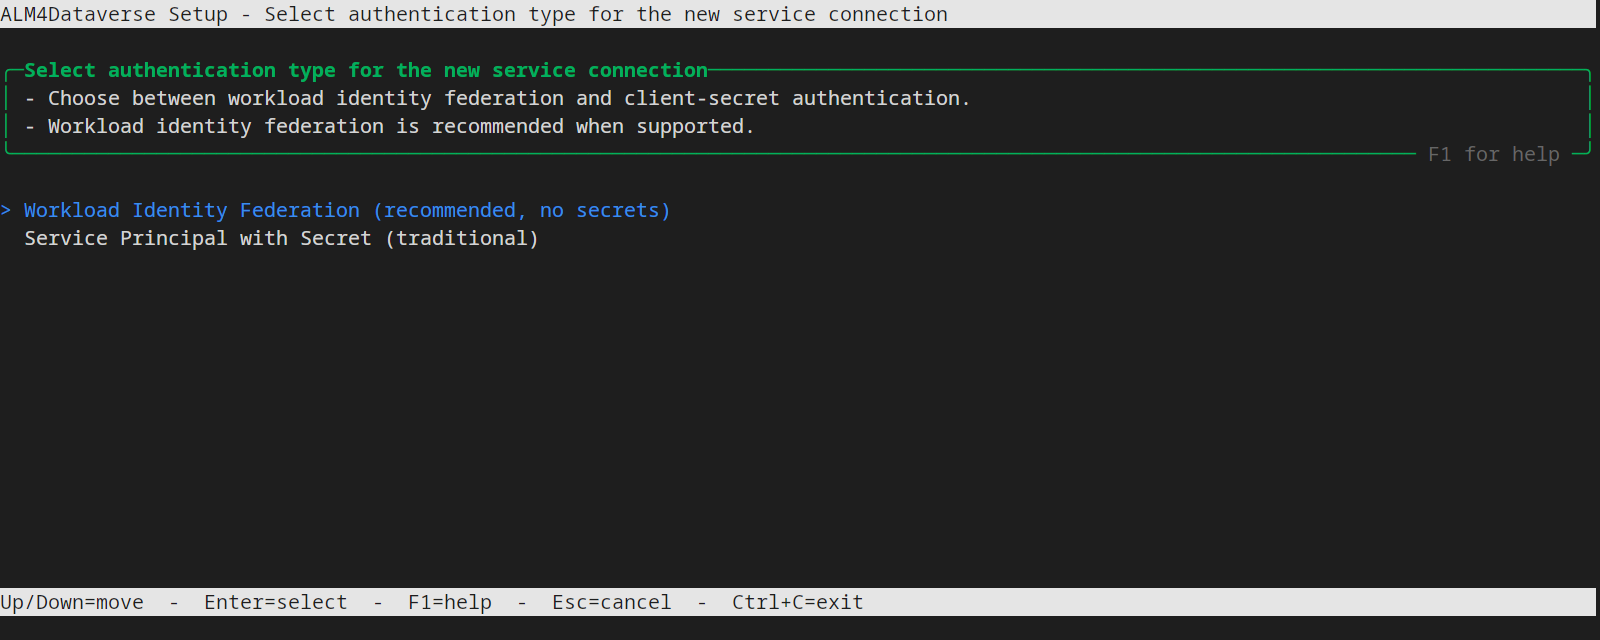 ALM4Dataverse Setup - Select authentication type for the new service connection
Select authentication type for the new service connection
- Choose between workload identity federation and client-secret authentication.
- Workload identity federation is recommended when supported.
F1 for help
> Workload Identity Federation (recommended, no secrets)
Service Principal with Secret (traditional)
Up/Down=move  -  Enter=select  -  F1=help  -  Esc=cancel  -  Ctrl+C=exit